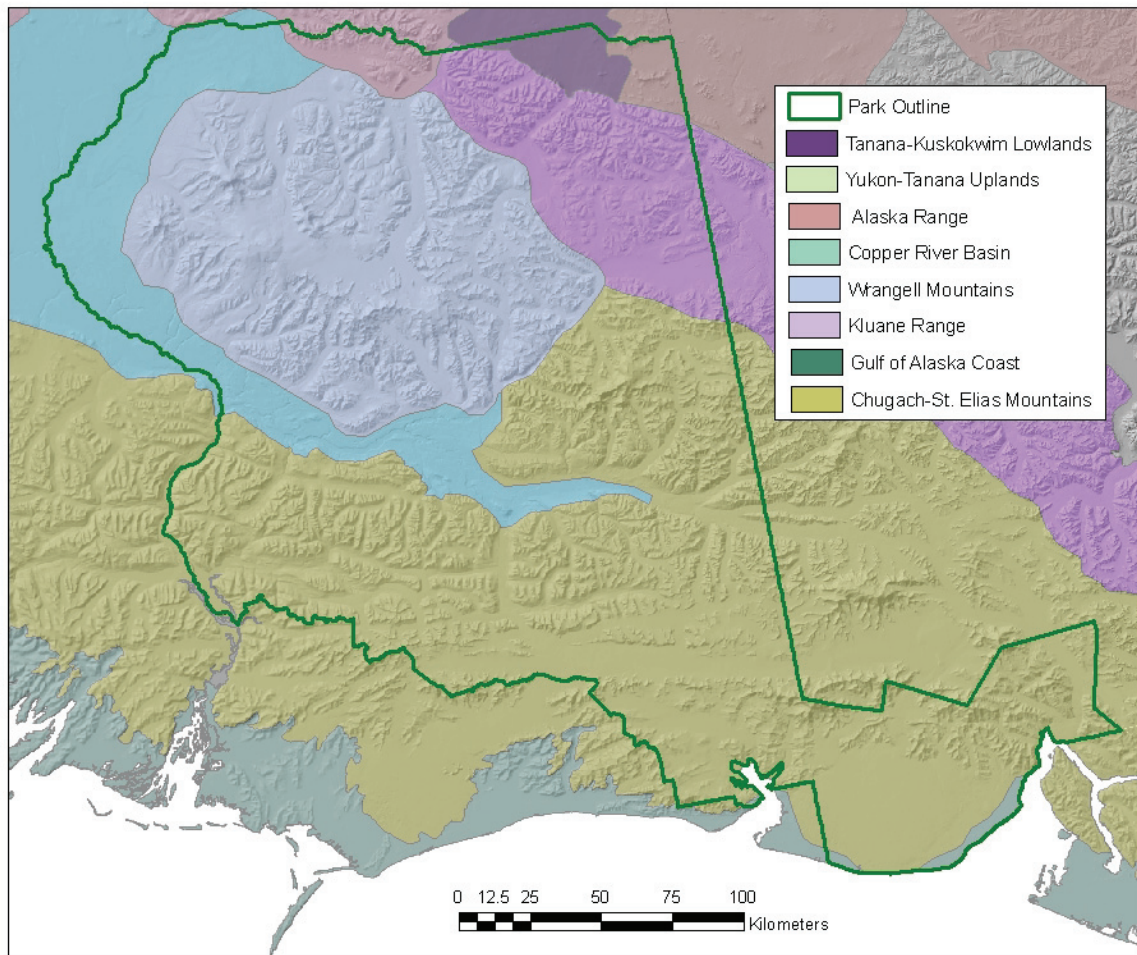 Park Outline
Tanana-Kuskokwim Lowlands
Yukon-Tanana Uplands
Alaska Range
Copper River Basin
Wrangell Mountains
Kluane Range
Gulf of Alaska Coast
Chugach-St. Elias Mountains
0 12.5 25 50 75 100
Kilometers